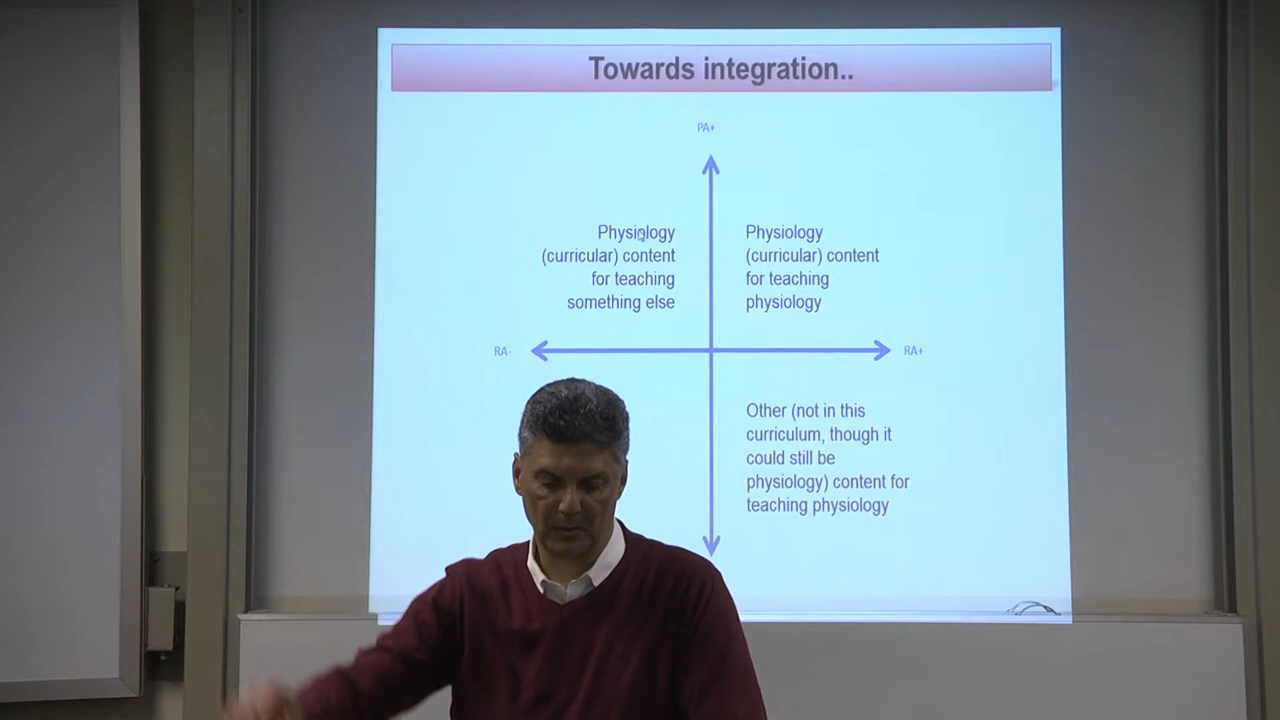 Towards integration..
PA+
Physiology
(curricular) content
for teaching
something else
Physiology
(curricular) content
for teaching
physiology
RA-
RA+
Other (not in this
curriculum, though it
could still be
physiology) content for
teaching physiology